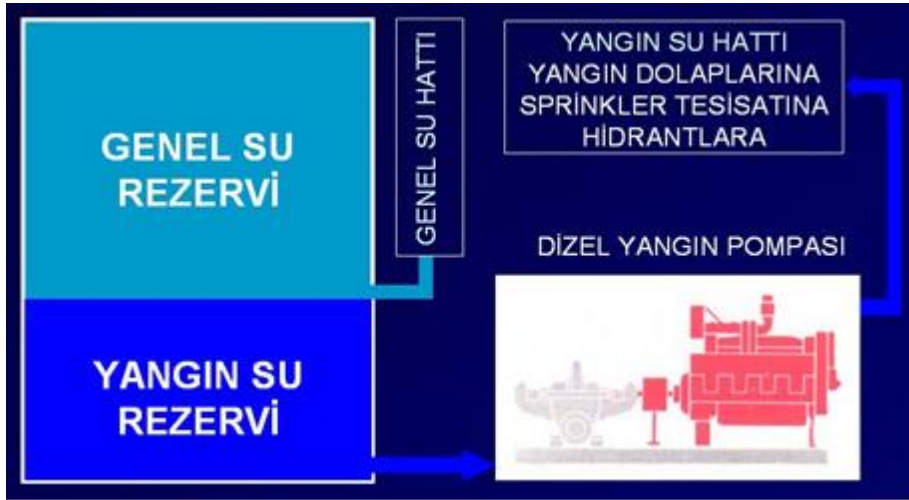 GENEL SU
REZERVİ
GENEL SU HATTI
YANGIN SU HATTI
YANGIN DOLAPLARINA
SPRİNKLER TESİSATINA
HİDRANTLARA
DİZEL YANGIN POMPASI
YANGIN SU
REZERVİ